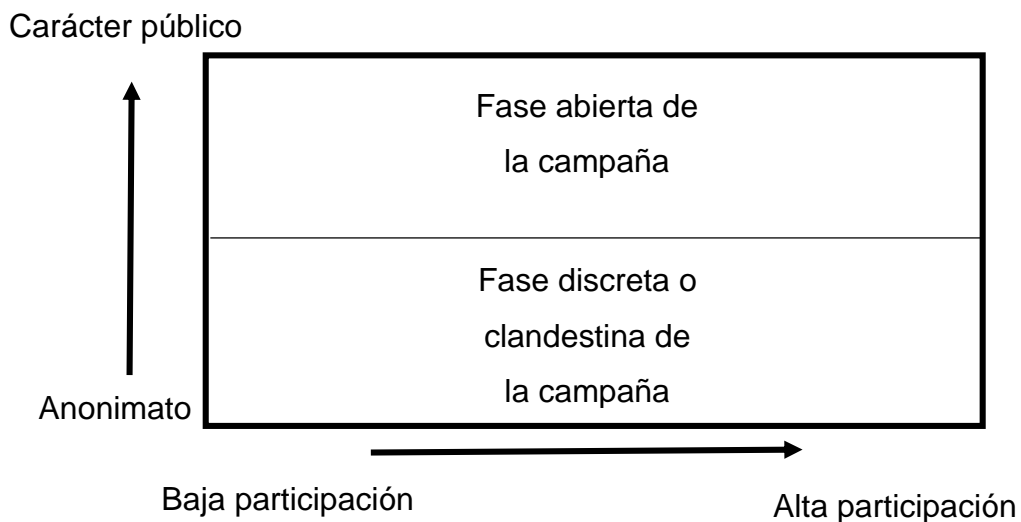 Carácter público
Fase abierta de
la campaña
Fase discreta o
clandestina de
la campaña
Anonimato
Baja participación
Alta participación